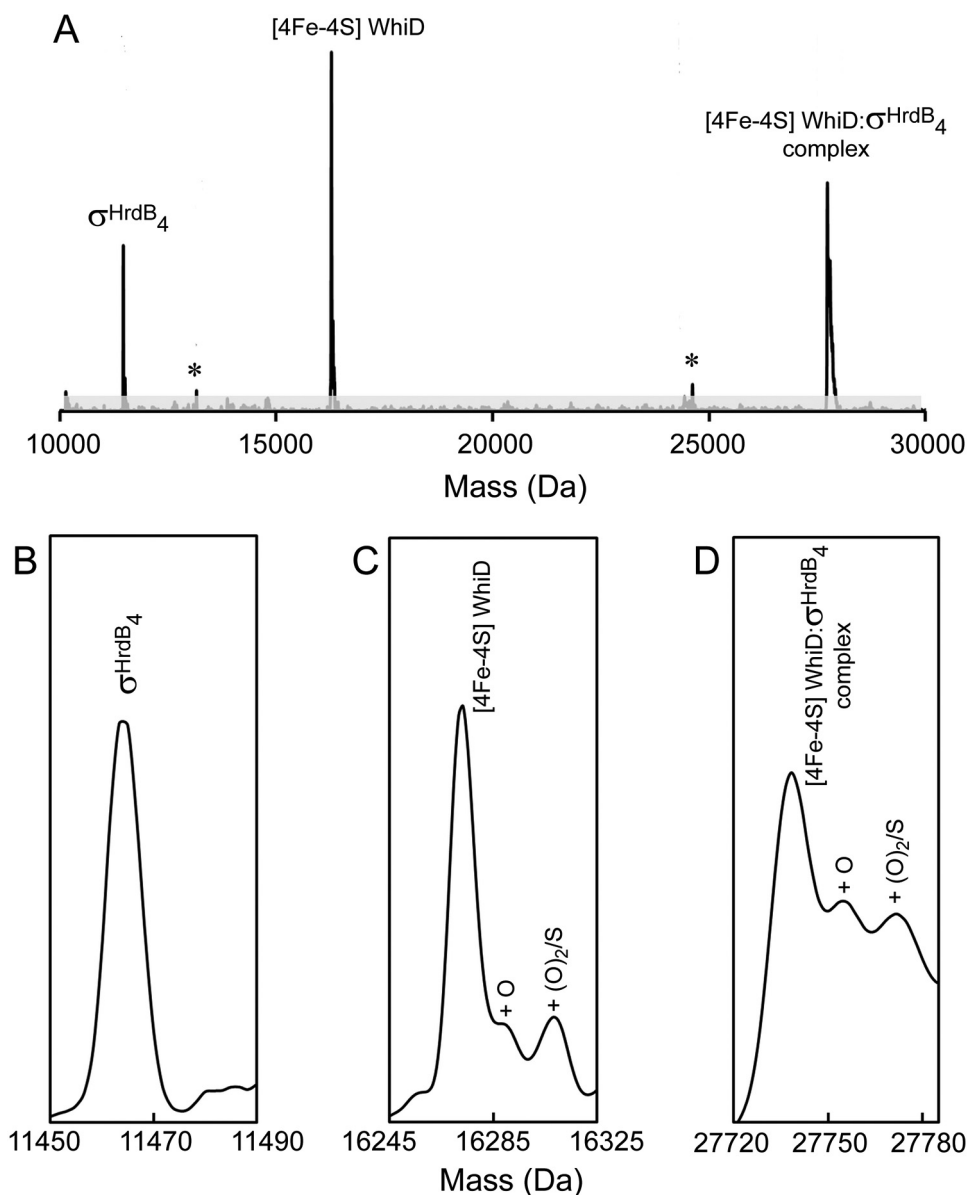 A
[4Fe-4S] WhiD
[4Fe-4S] WhiD:σHrdB4
complex
σHrdB4
*
*
10000 15000 20000 25000 30000
Mass (Da)
B
σHrdB4
11450 11470 11490
C
[4Fe-4S] WhiD
+ O
+ (O)2/S
16245 16285 16325
D
[4Fe-4S] WhiD:σHrdB4
complex
+ O
+ (O)2/S
27720 27750 27780
Mass (Da)